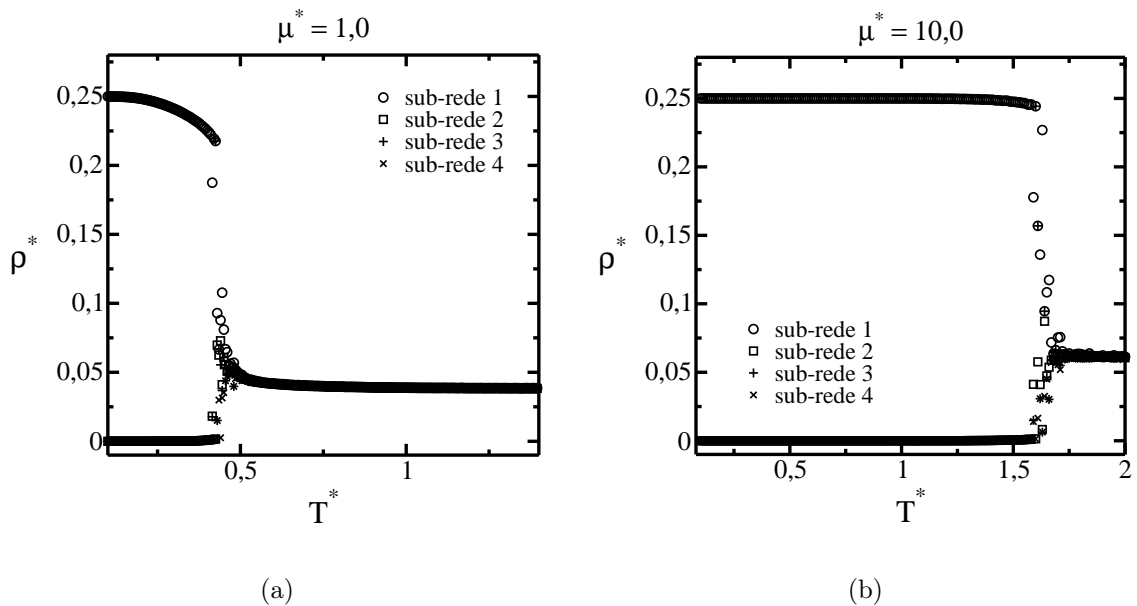 μ* = 1,0
0,25
0,2
0,15
0,1
0,05
0
ρ*
sub-rede 1
sub-rede 2
sub-rede 3
sub-rede 4
0,5
1
T*
(a)
μ* = 10,0
0,25
0,2
0,15
0,1
0,05
0
ρ*
sub-rede 1
sub-rede 2
sub-rede 3
sub-rede 4
0,5
1
1,5
2
T*
(b)